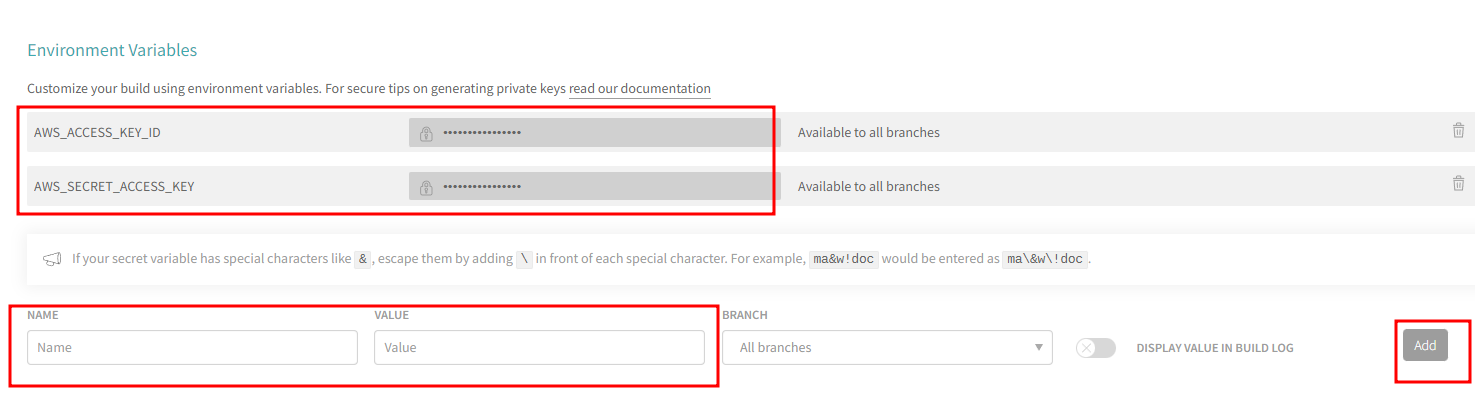 Environment Variables
Customize your build using environment variables. For secure tips on generating private keys read our documentation
AWS_ACCESS_KEY_ID •••••••••••••••• Available to all branches
AWS_SECRET_ACCESS_KEY •••••••••••••••• Available to all branches
If your secret variable has special characters like & , escape them by adding \ in front of each special character. For example, ma&w!doc would be entered as ma\&w\!doc .
NAME VALUE BRANCH
Name Value All branches DISPLAY VALUE IN BUILD LOG Add